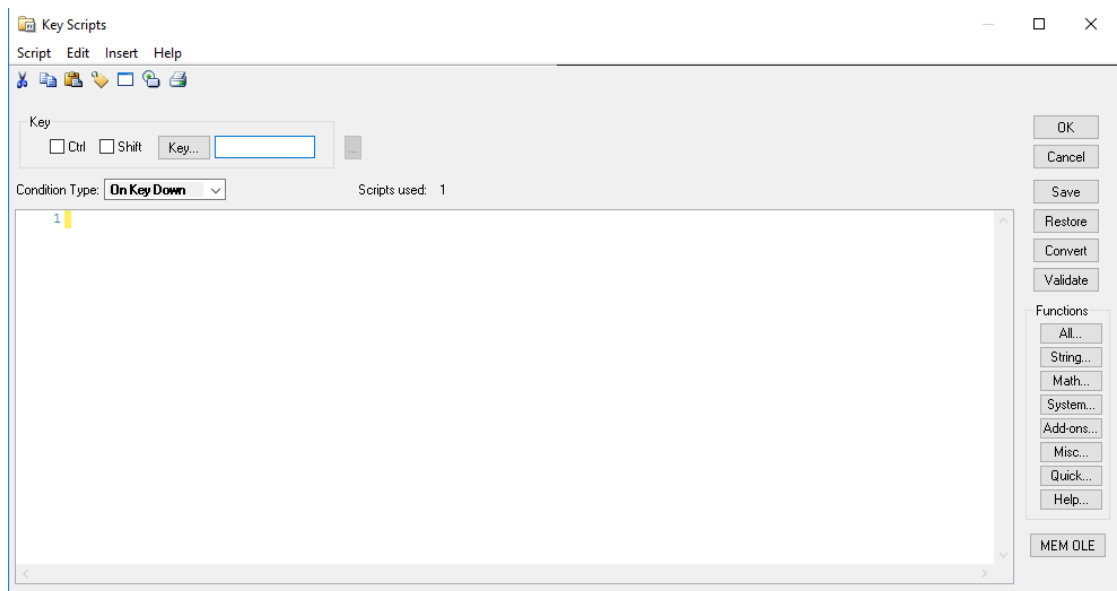 Key Scripts
Script Edit Insert Help
Key
Ctrl Shift Key... ...
Condition Type: On Key Down Scripts used: 1
1
OK
Cancel
Save
Restore
Convert
Validate
Functions
All...
String...
Math...
System...
Add-ons...
Misc...
Quick...
Help...
MEM OLE